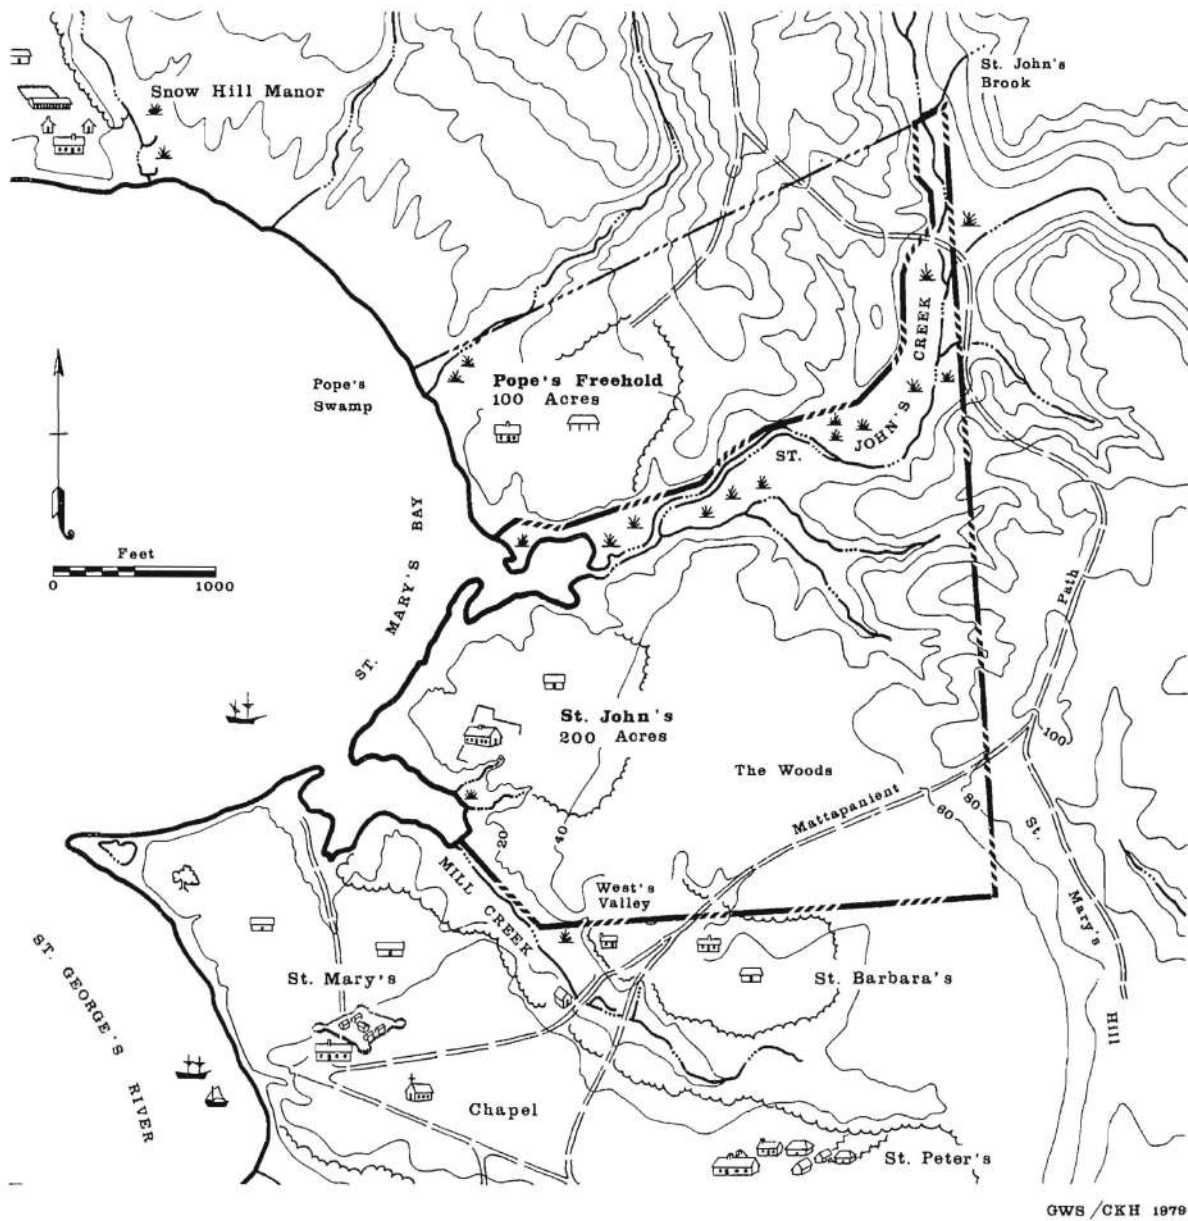 St. John's
Brook
Snow Hill Manor
Pope's
Swamp
Pope's Freehold
100 Acres
ST. JOHN'S CREEK
Feet
0 1000
ST. MARY'S BAY
St. John's
200 Acres
The Woods
Mattapanient Path
100
80
60
40
20
St. Mary's Hill
West's
Valley
MILL CREEK
St. Mary's
St. Barbara's
ST. GEORGE'S RIVER
Chapel
St. Peter's
GWS/CKH 1979